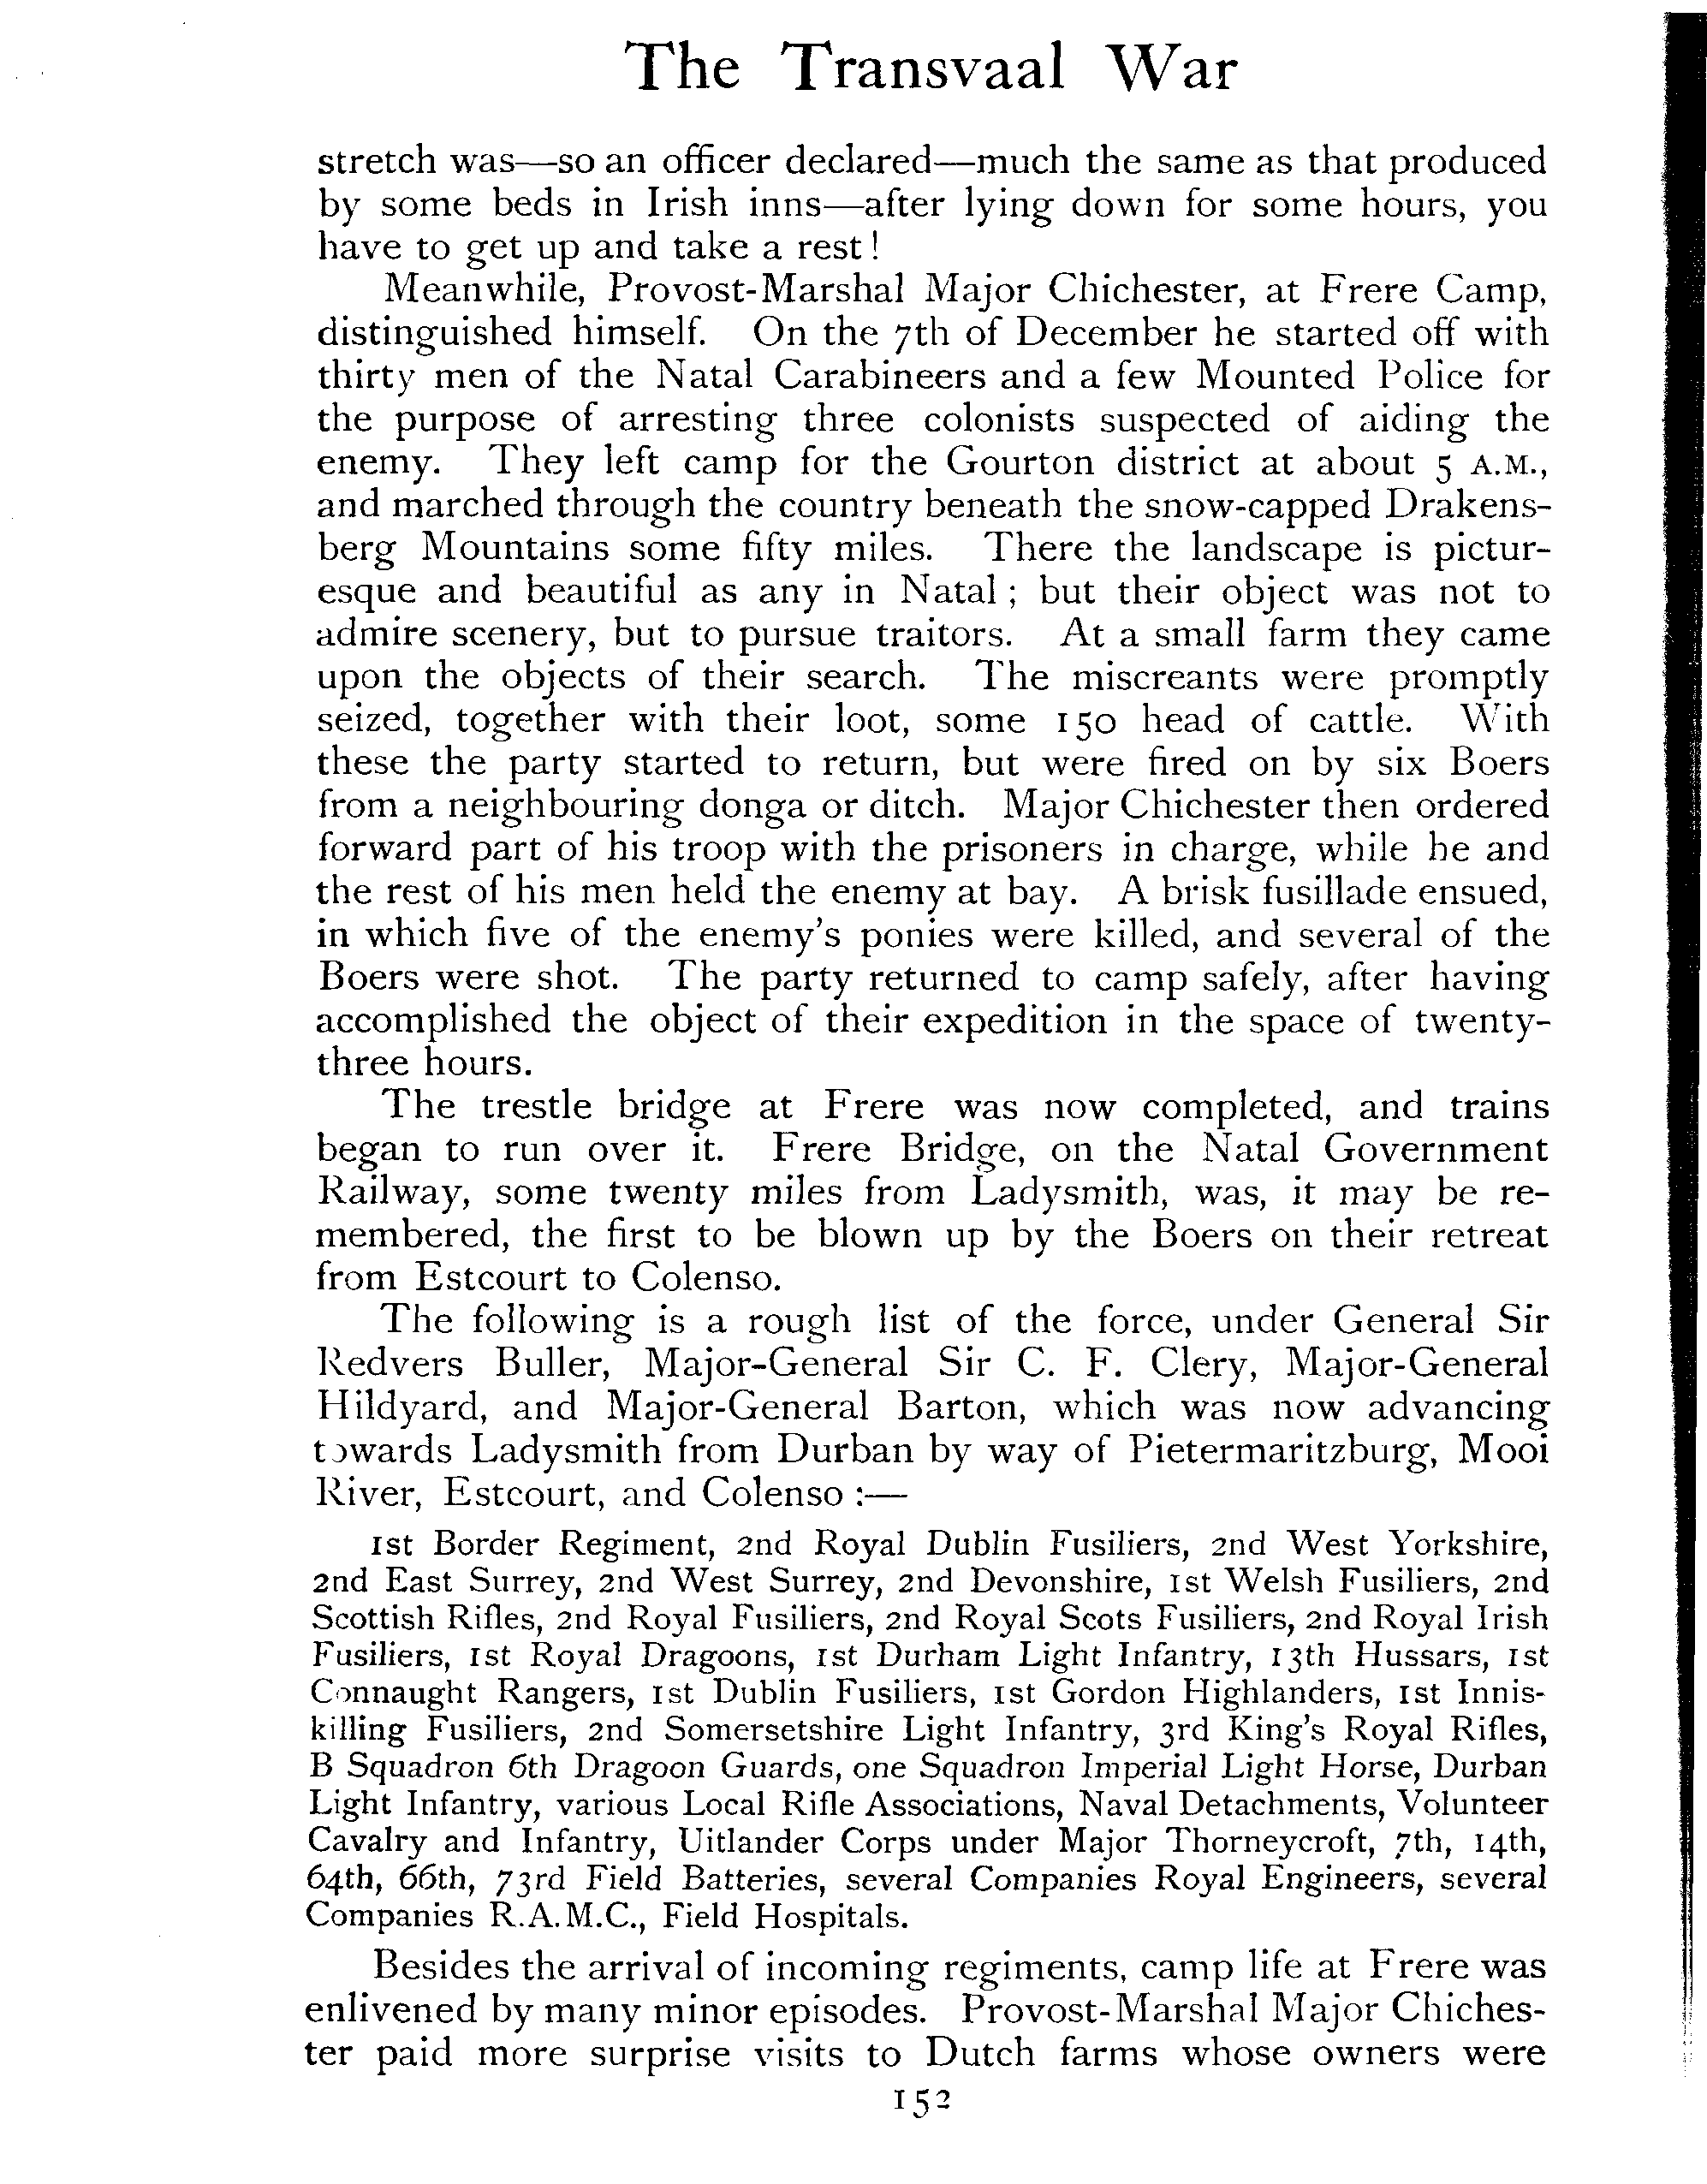 The Transvaal War
stretch was—so an officer declared—much the same as that produced
by some beds in Irish inns—after lying down for some hours, you
have to get up and take a rest!
Meanwhile, Provost-Marshal Major Chichester, at Frere Camp,
distinguished himself. On the 7th of December he started off with
thirty men of the Natal Carabineers and a few Mounted Police for
the purpose of arresting three colonists suspected of aiding the
enemy. They left camp for the Gourton district at about 5 A.M.,
and marched through the country beneath the snow-capped Drakens-
berg Mountains some fifty miles. There the landscape is pictur-
esque and beautiful as any in Natal; but their object was not to
admire scenery, but to pursue traitors. At a small farm they came
upon the objects of their search. The miscreants were promptly
seized, together with their loot, some 150 head of cattle. With
these the party started to return, but were fired on by six Boers
from a neighbouring donga or ditch. Major Chichester then ordered
forward part of his troop with the prisoners in charge, while he and
the rest of his men held the enemy at bay. A brisk fusillade ensued,
in which five of the enemy's ponies were killed, and several of the
Boers were shot. The party returned to camp safely, after having
accomplished the object of their expedition in the space of twenty-
three hours.
The trestle bridge at Frere was now completed, and trains
began to run over it. Frere Bridge, on the Natal Government
Railway, some twenty miles from Ladysmith, was, it may be re-
membered, the first to be blown up by the Boers on their retreat
from Estcourt to Colenso.
The following is a rough list of the force, under General Sir
Redvers Buller, Major-General Sir C. F. Clery, Major-General
Hildyard, and Major-General Barton, which was now advancing
towards Ladysmith from Durban by way of Pietermaritzburg, Mooi
River, Estcourt, and Colenso:—
1st Border Regiment, 2nd Royal Dublin Fusiliers, 2nd West Yorkshire,
2nd East Surrey, 2nd West Surrey, 2nd Devonshire, 1st Welsh Fusiliers, 2nd
Scottish Rifles, 2nd Royal Fusiliers, 2nd Royal Scots Fusiliers, 2nd Royal Irish
Fusiliers, 1st Royal Dragoons, 1st Durham Light Infantry, 13th Hussars, 1st
Connaught Rangers, 1st Dublin Fusiliers, 1st Gordon Highlanders, 1st Innis-
killing Fusiliers, 2nd Somersetshire Light Infantry, 3rd King's Royal Rifles,
B Squadron 6th Dragoon Guards, one Squadron Imperial Light Horse, Durban
Light Infantry, various Local Rifle Associations, Naval Detachments, Volunteer
Cavalry and Infantry, Uitlander Corps under Major Thorneycroft, 7th, 14th,
64th, 66th, 73rd Field Batteries, several Companies Royal Engineers, several
Companies R.A.M.C., Field Hospitals.
Besides the arrival of incoming regiments, camp life at Frere was
enlivened by many minor episodes. Provost-Marshal Major Chiches-
ter paid more surprise visits to Dutch farms whose owners were
152